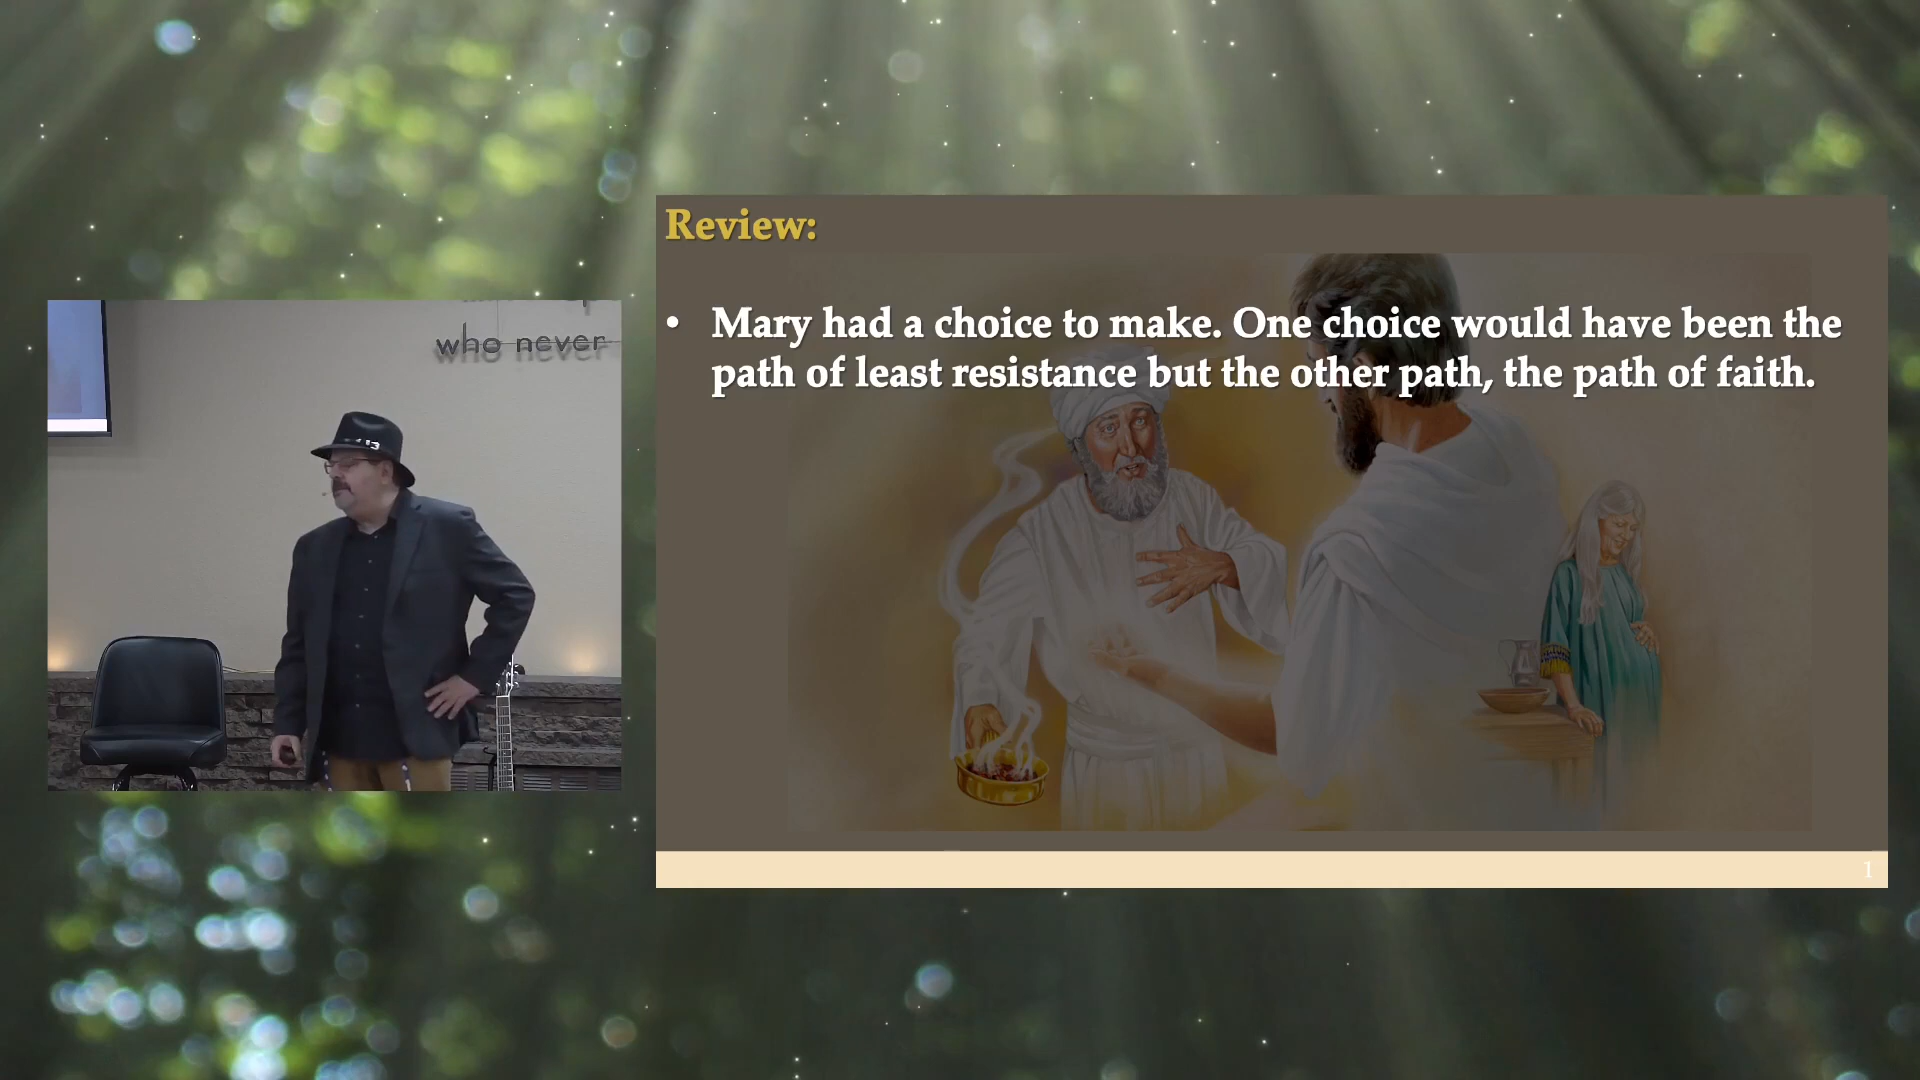 who never
Review:
• Mary had a choice to make. One choice would have been the
path of least resistance but the other path, the path of faith.
1